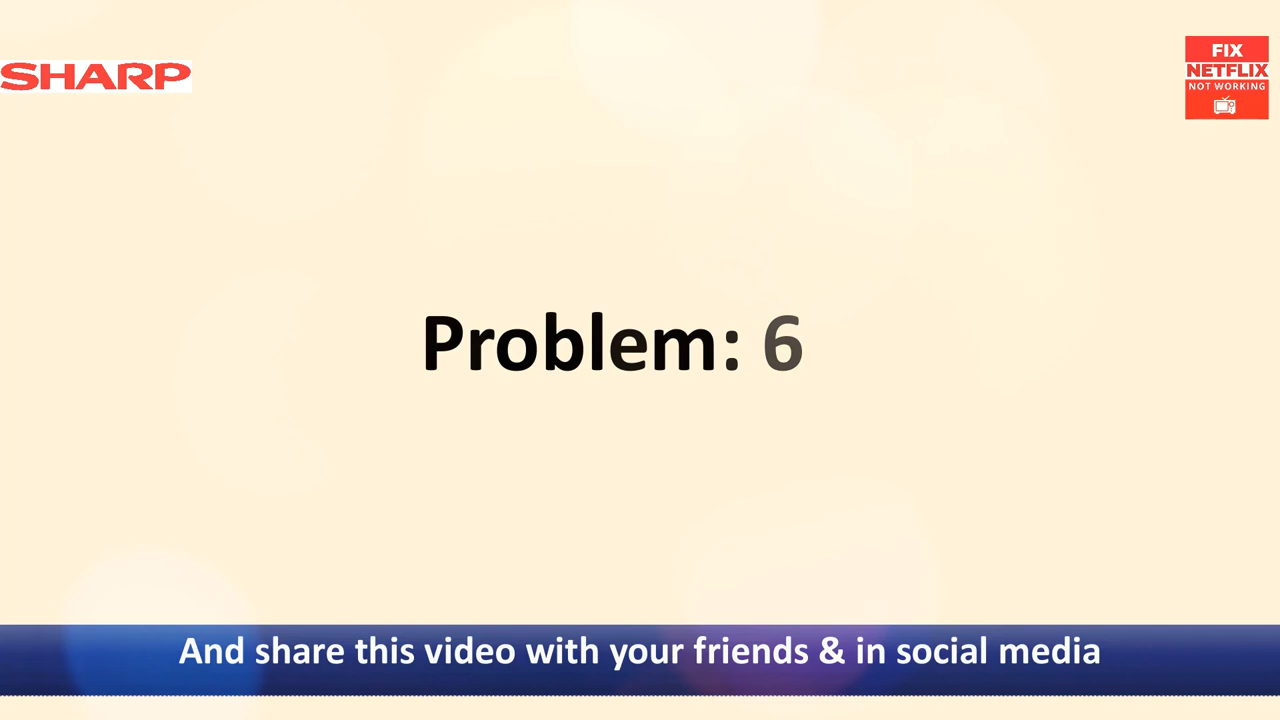 SHARP
FIX
NETFLIX
NOT WORKING
Problem: 6
And share this video with your friends & in social media